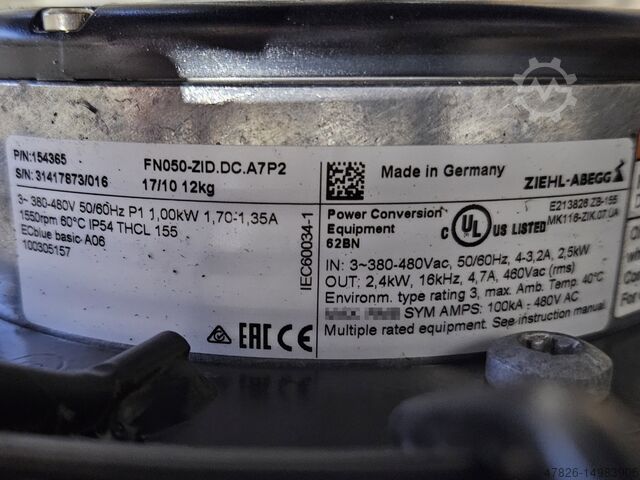 P/N:154365
FN050-ZID.DC.A7P2
S/N: 31417873/016
17/10 12kg
3~ 380-480V 50/60Hz P1 1,00kW 1,70-1,35A
1550rpm 60°C IP54 THCL 155
ECblue basic A06
100305157
IEC60034-1
EAC CE
Made in Germany
ZIEHL-ABEGG
Power Conversion
Equipment
62BN
C UL US LISTED
E213826 ZB-155
MK116-ZIK.07.UA
IN: 3~380-480Vac, 50/60Hz, 4-3,2A, 2,5kW
OUT: 2,4kW, 16kHz, 4,7A, 460Vac (rms)
Environm. type rating 3, max. Amb. Temp. 40°C
SYM AMPS: 100kA - 480V AC
Multiple rated equipment. See instruction manual
47826-14983906